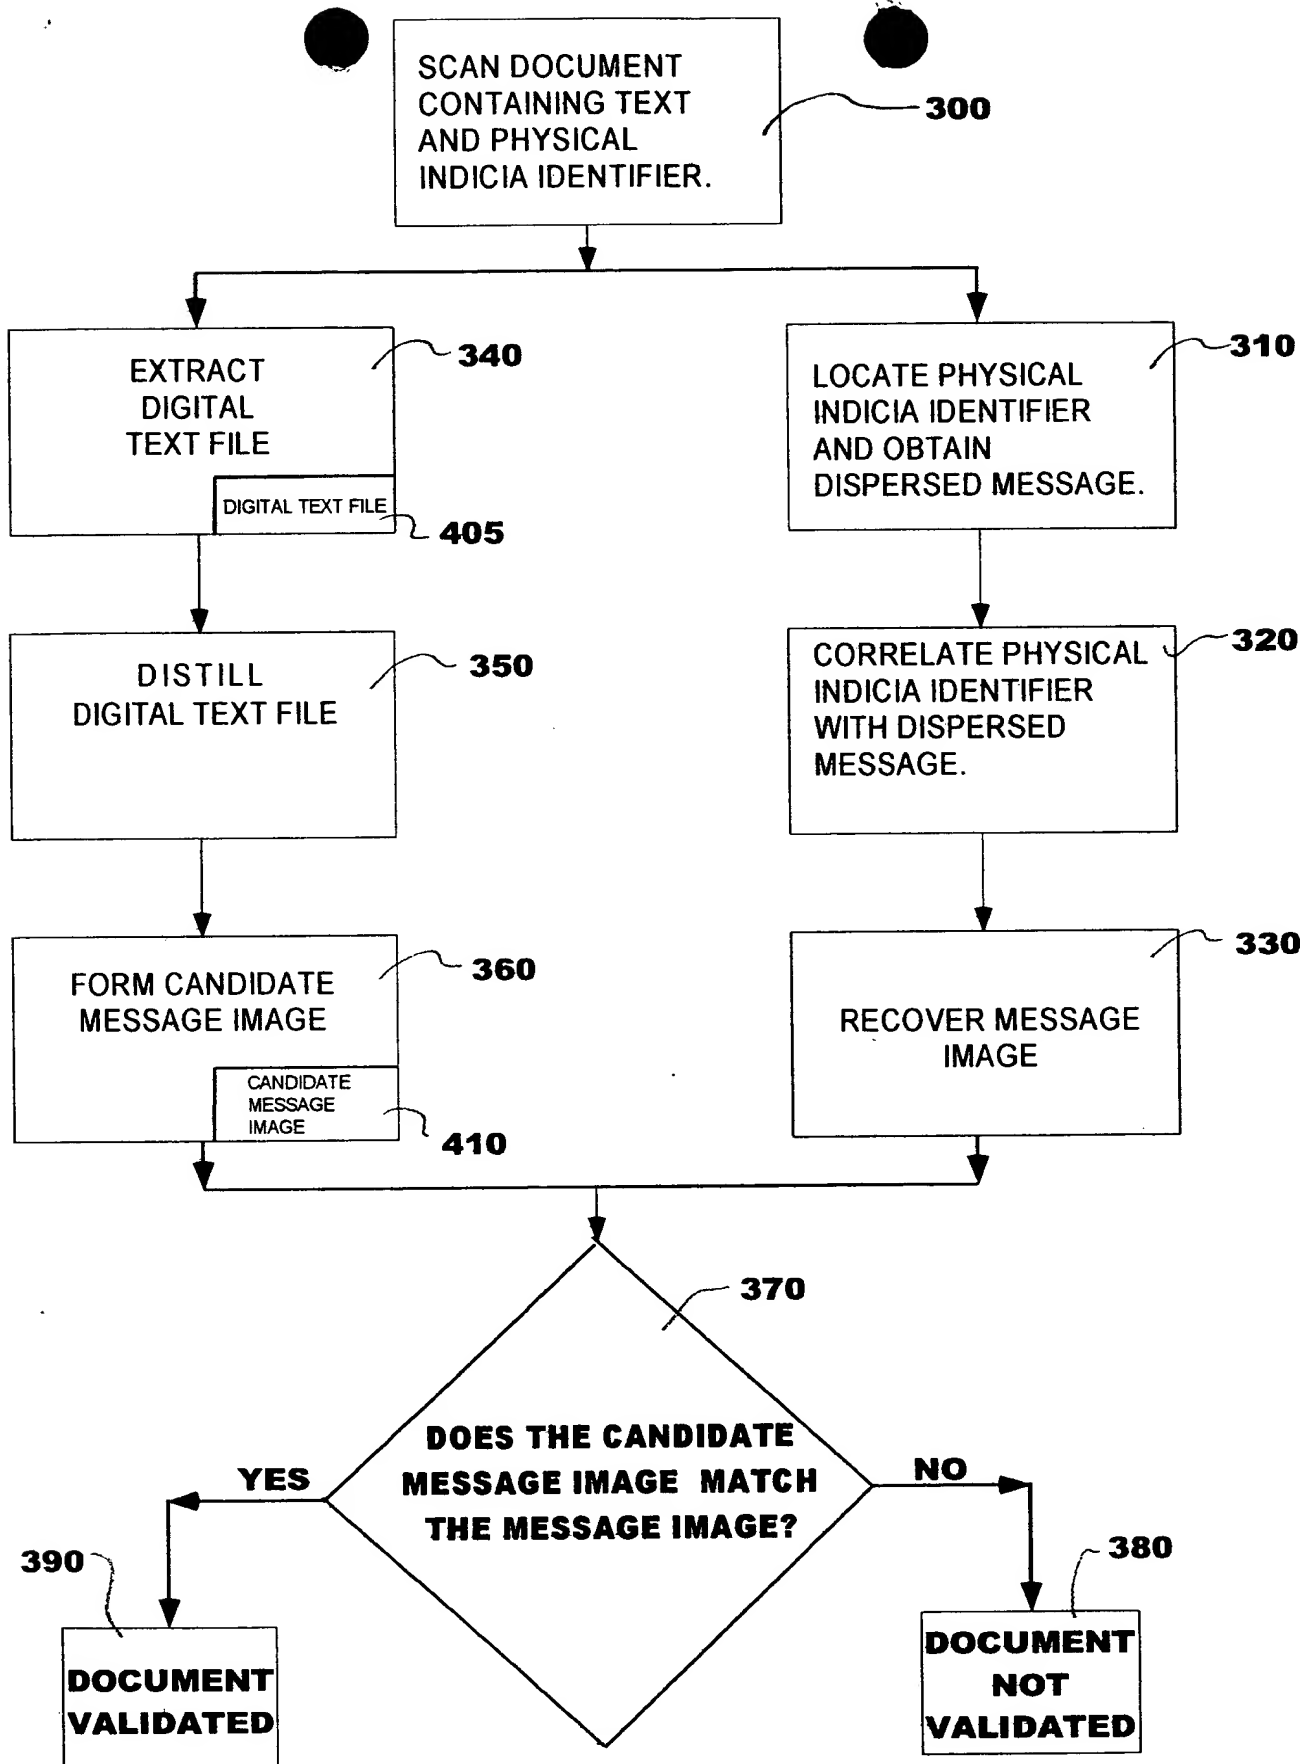 SCAN DOCUMENT
CONTAINING TEXT
AND PHYSICAL
INDICIA IDENTIFIER.
300
EXTRACT
DIGITAL
TEXT FILE
340
DIGITAL TEXT FILE
405
LOCATE PHYSICAL
INDICIA IDENTIFIER
AND OBTAIN
DISPERSED MESSAGE.
310
DISTILL
DIGITAL TEXT FILE
350
CORRELATE PHYSICAL
INDICIA IDENTIFIER
WITH DISPERSED
MESSAGE.
320
FORM CANDIDATE
MESSAGE IMAGE
360
CANDIDATE
MESSAGE
IMAGE
410
RECOVER MESSAGE
IMAGE
330
370
DOES THE CANDIDATE
MESSAGE IMAGE MATCH
THE MESSAGE IMAGE?
YES
NO
390
DOCUMENT
VALIDATED
380
DOCUMENT
NOT
VALIDATED